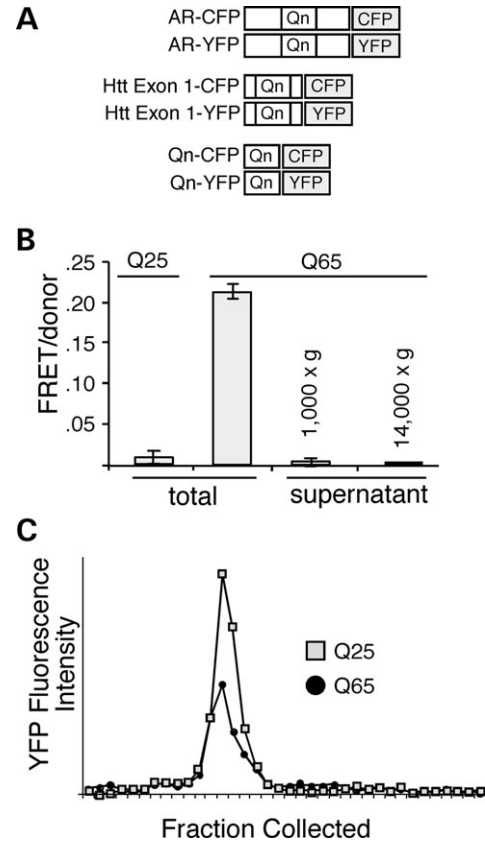 A
AR-CFP Qn CFP
AR-YFP Qn YFP
Htt Exon 1-CFP Qn CFP
Htt Exon 1-YFP Qn YFP
Qn-CFP Qn CFP
Qn-YFP Qn YFP
B
Q25 Q65
FRET/donor
.25
.20
.15
.10
.05
1,000 x g
14,000 x g
total supernatant
C
YFP Fluorescence
Intensity
Q25
Q65
Fraction Collected